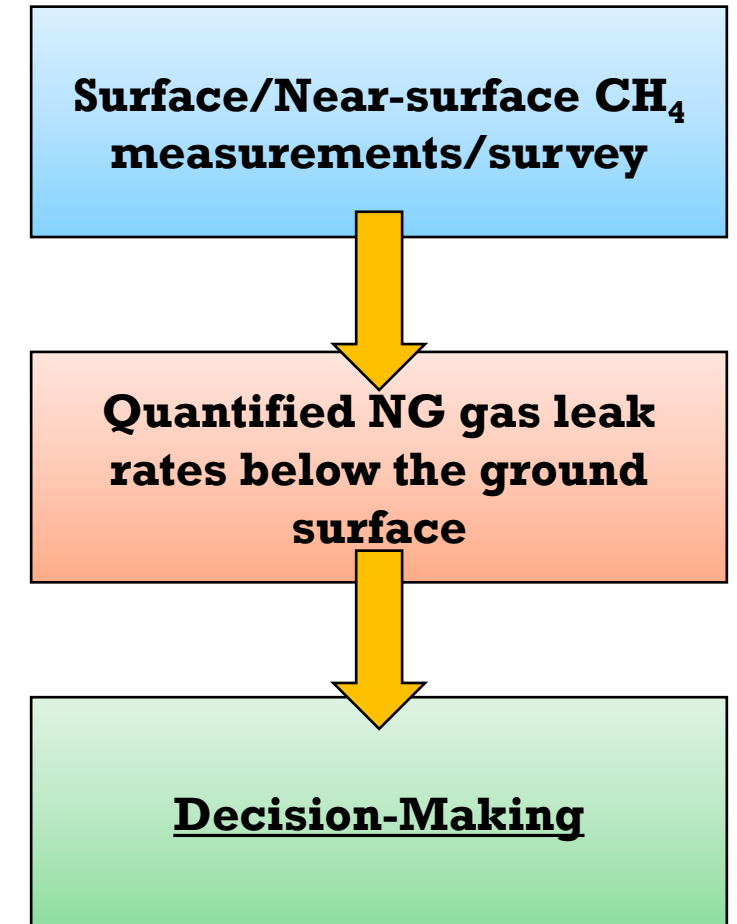 Surface/Near-surface CH₄
measurements/survey
Quantified NG gas leak
rates below the ground
surface
Decision-Making